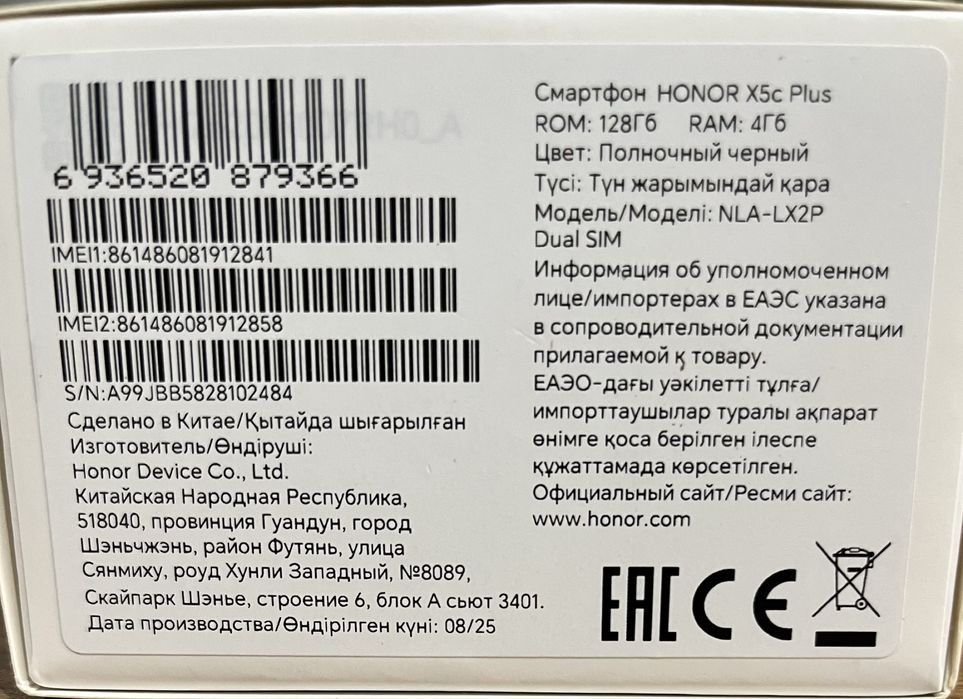 6 936520 879366
IMEI1:861486081912841
IMEI2:861486081912858
S/N:A99JBB5828102484
Сделано в Китае/Қытайда шығарылған
Изготовитель/Өндіруші:
Honor Device Co., Ltd.
Китайская Народная Республика,
518040, провинция Гуандун, город
Шэньчжэнь, район Футянь, улица
Сянмиху, роуд Хунли Западный, №8089,
Скайпарк Шэнье, строение 6, блок А сьют 3401.
Дата производства/Өндірілген күні: 08/25
Смартфон HONOR X5c Plus
ROM: 128Гб RAM: 4Гб
Цвет: Полночный черный
Түсі: Түн жарымындай қара
Модель/Моделі: NLA-LX2P
Dual SIM
Информация об уполномоченном
лице/импортерах в ЕАЭС указана
в сопроводительной документации
прилагаемой қ товару.
ЕАЭО-дағы уәкілетті тұлға/
импорттаушылар туралы ақпарат
өнімге қоса берілген ілеспе
құжаттамада көрсетілген.
Официальный сайт/Ресми сайт:
www.honor.com
EAC CE